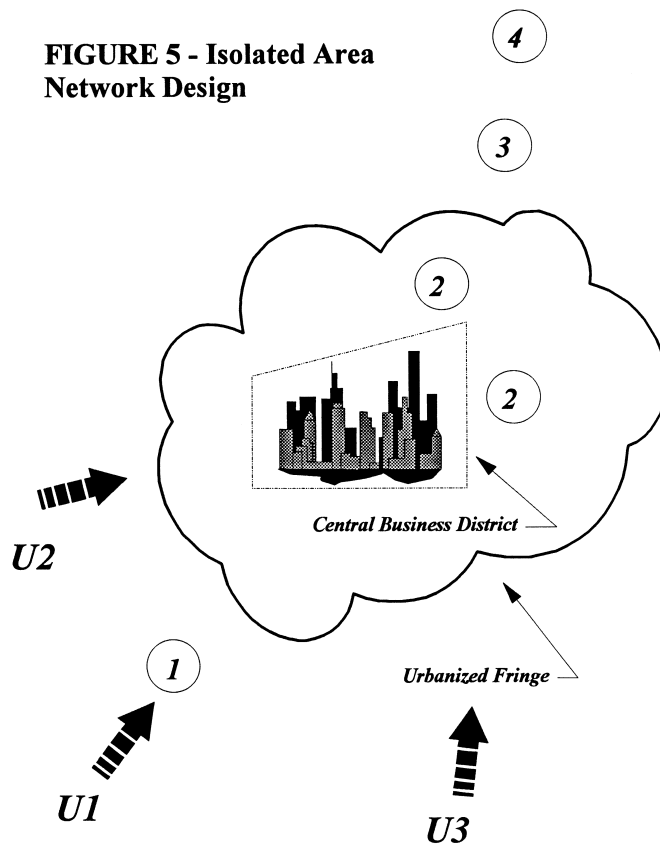 FIGURE 5 - Isolated Area
Network Design
4
3
2
2
Central Business District
U2
1
Urbanized Fringe
U1
U3